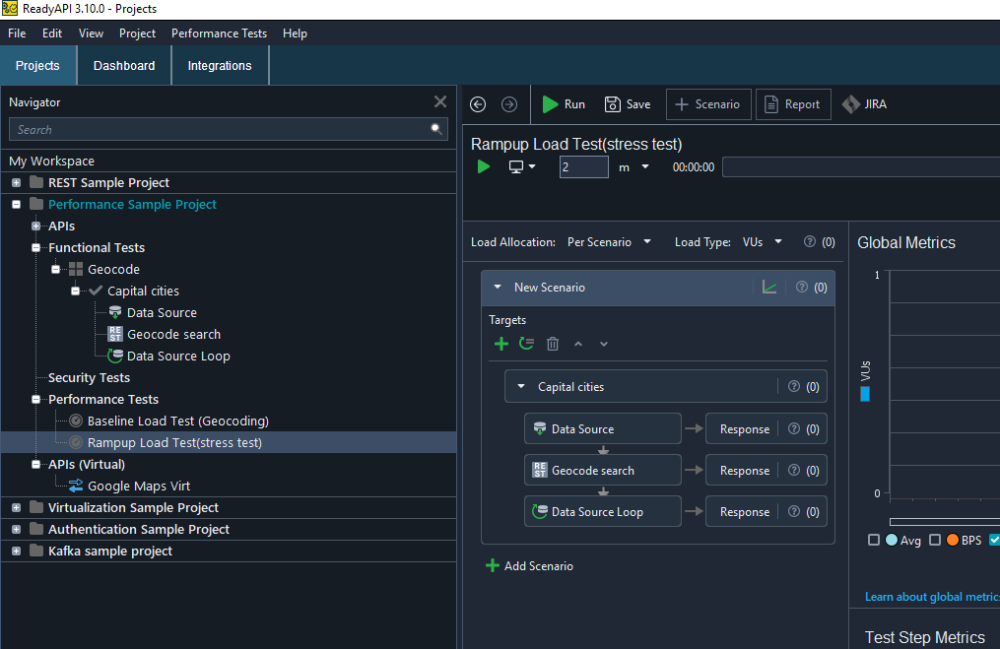 ReadyAPI 3.10.0 - Projects
File Edit View Project Performance Tests Help
Projects Dashboard Integrations
Navigator
Search
My Workspace
REST Sample Project
Performance Sample Project
APIs
Functional Tests
Geocode
Capital cities
Data Source
REST Geocode search
Data Source Loop
Security Tests
Performance Tests
Baseline Load Test (Geocoding)
Rampup Load Test(stress test)
APIs (Virtual)
Google Maps Virt
Virtualization Sample Project
Authentication Sample Project
Kafka sample project
Run Save Scenario Report JIRA
Rampup Load Test(stress test)
2 m 00:00:00
Load Allocation: Per Scenario Load Type: VUs (0)
New Scenario (0)
Targets
Capital cities (0)
Data Source Response (0)
REST Geocode search Response (0)
Data Source Loop Response (0)
Add Scenario
Global Metrics
1
VUs
0
Avg BPS
Learn about global metric
Test Step Metrics